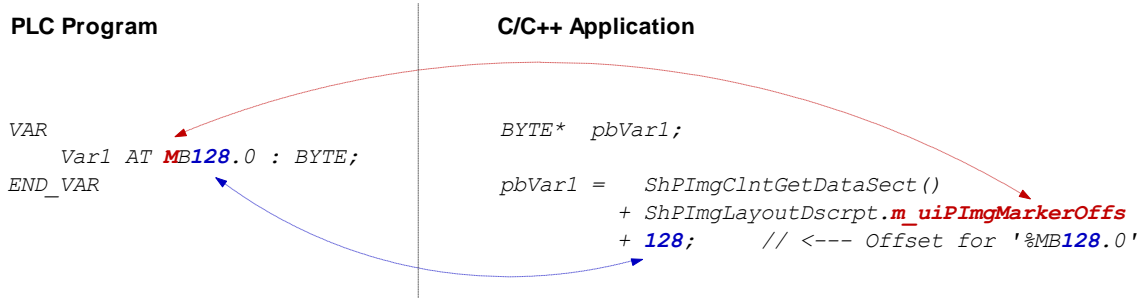 PLC Program
C/C++ Application
VAR
Var1 AT MB128.0 : BYTE;
END_VAR
BYTE* pbVar1;
pbVar1 = ShPImgClntGetDataSect()
+ ShPImgLayoutDscrpt.m_uiPImgMarkerOffs
+ 128; // <--- Offset for '%MB128.0'